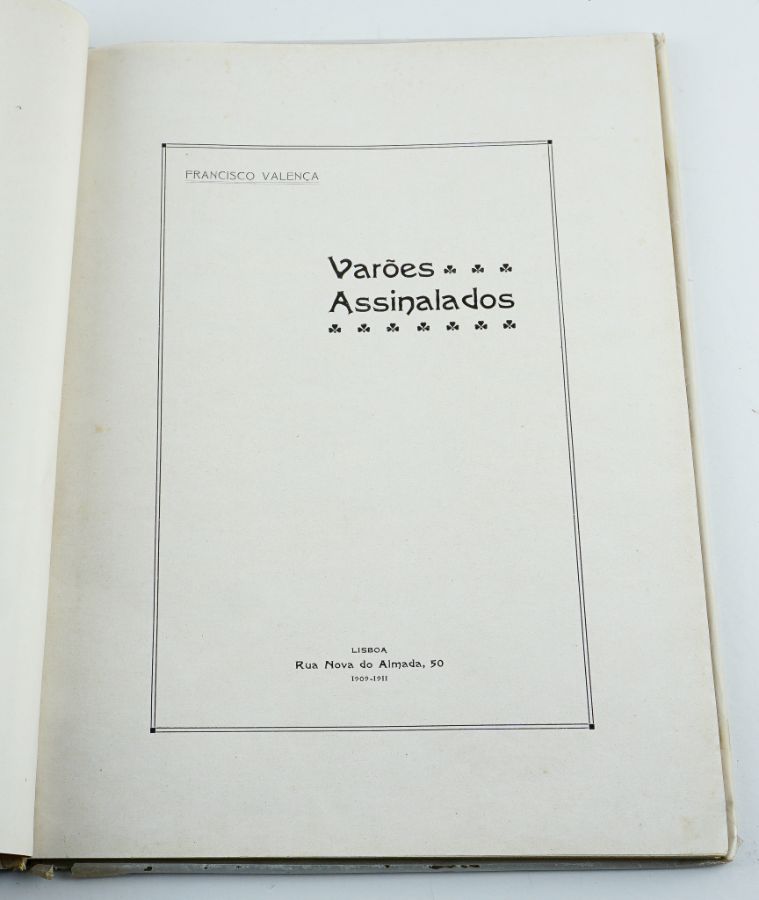 FRANCISCO VALENÇA
Varões
Assinalados
LISBOA
Rua Nova do Almada, 50
1909-1911